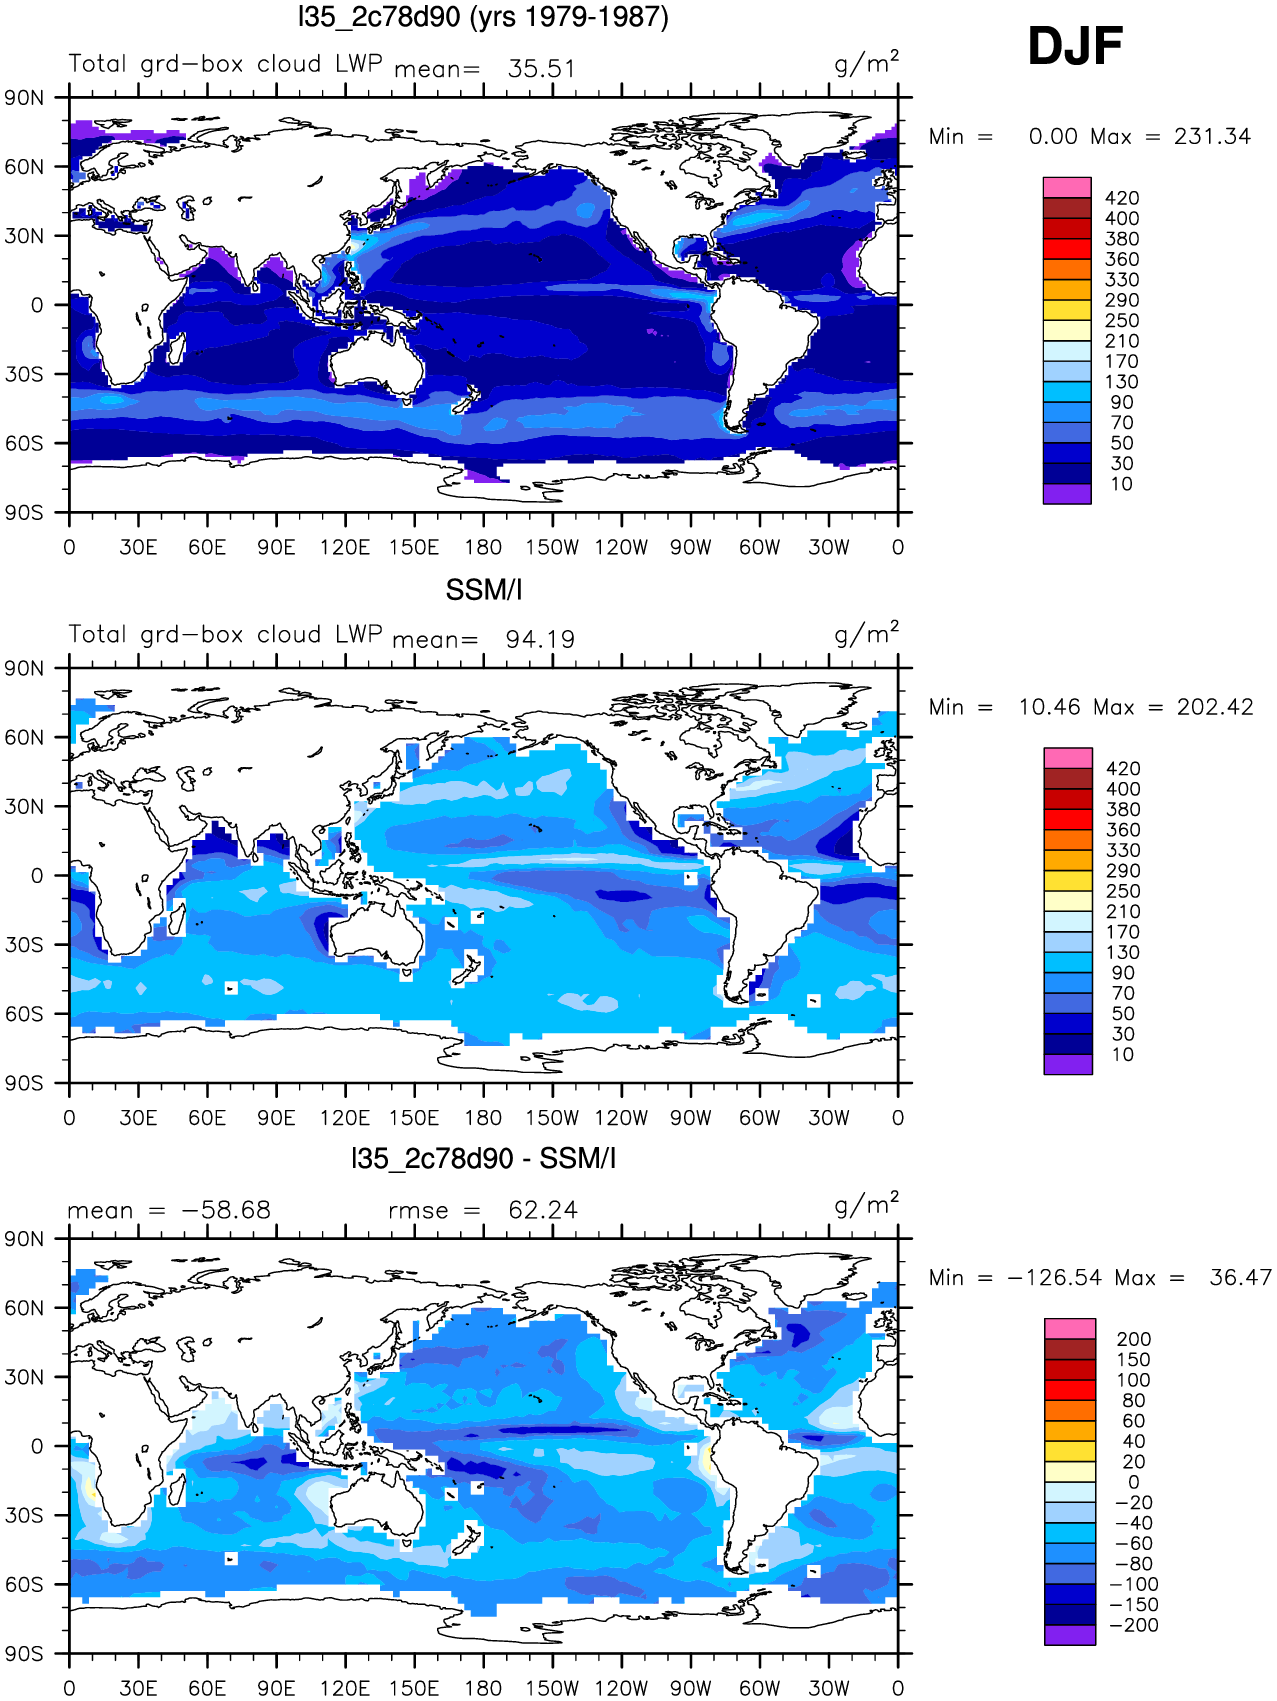 l35_2c78d90 (yrs 1979-1987)
DJF
Total grd-box cloud LWP mean= 35.51 g/m²
Min = 0.00 Max = 231.34
90N
60N
30N
0
30S
60S
90S
0 30E 60E 90E 120E 150E 180 150W 120W 90W 60W 30W 0
420
400
380
360
330
290
250
210
170
130
90
70
50
30
10
SSM/I
Total grd-box cloud LWP mean= 94.19 g/m²
Min = 10.46 Max = 202.42
90N
60N
30N
0
30S
60S
90S
0 30E 60E 90E 120E 150E 180 150W 120W 90W 60W 30W 0
420
400
380
360
330
290
250
210
170
130
90
70
50
30
10
l35_2c78d90 - SSM/I
mean = -58.68 rmse = 62.24 g/m²
Min = -126.54 Max = 36.47
90N
60N
30N
0
30S
60S
90S
0 30E 60E 90E 120E 150E 180 150W 120W 90W 60W 30W 0
200
150
100
80
60
40
20
0
-20
-40
-60
-80
-100
-150
-200